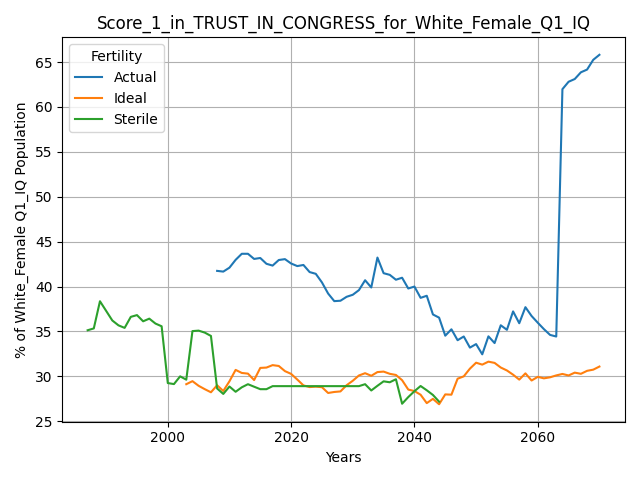 Score_1_in_TRUST_IN_CONGRESS_for_White_Female_Q1_IQ
Fertility
Actual
Ideal
Sterile
65
60
55
50
45
40
35
30
25
% of White_Female Q1_IQ Population
2000
2020
2040
2060
Years